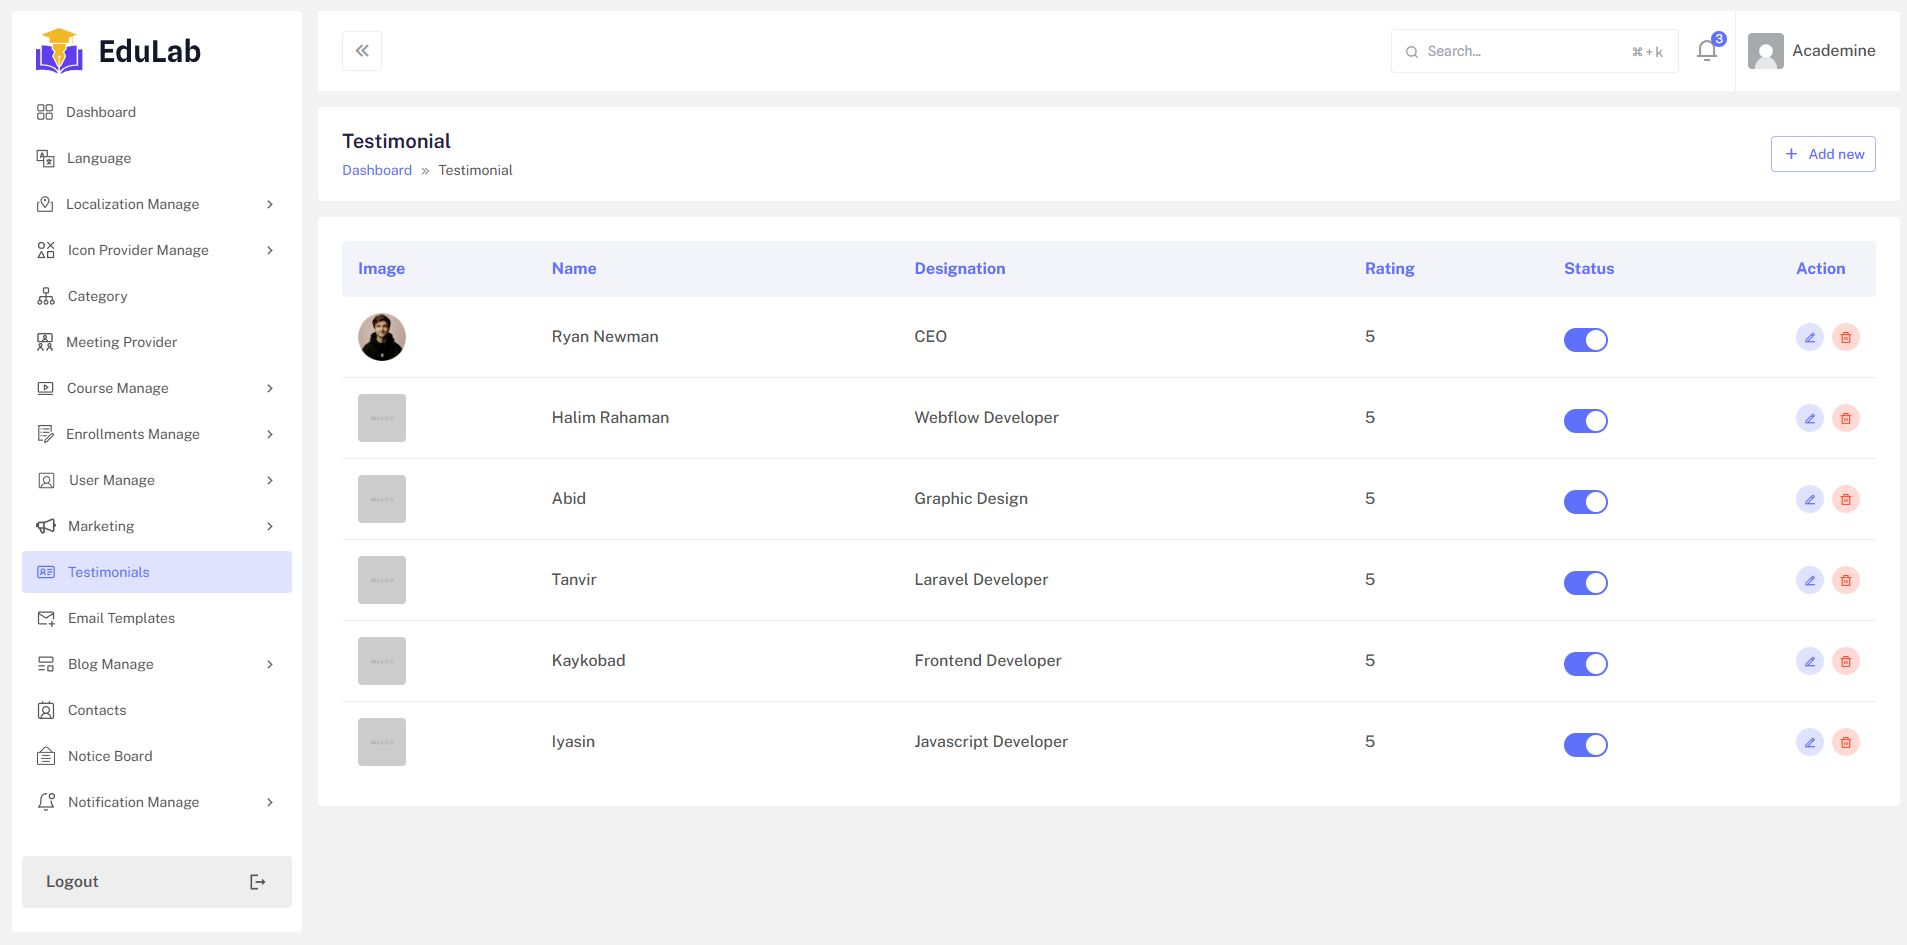 EduLab
Dashboard
Language
Localization Manage
Icon Provider Manage
Category
Meeting Provider
Course Manage
Enrollments Manage
User Manage
Marketing
Testimonials
Email Templates
Blog Manage
Contacts
Notice Board
Notification Manage
Logout
Search... ⌘+k
3
Academine
Testimonial
Dashboard » Testimonial
+ Add new
Image Name Designation Rating Status Action
Ryan Newman CEO 5
Halim Rahaman Webflow Developer 5
Abid Graphic Design 5
Tanvir Laravel Developer 5
Kaykobad Frontend Developer 5
Iyasin Javascript Developer 5